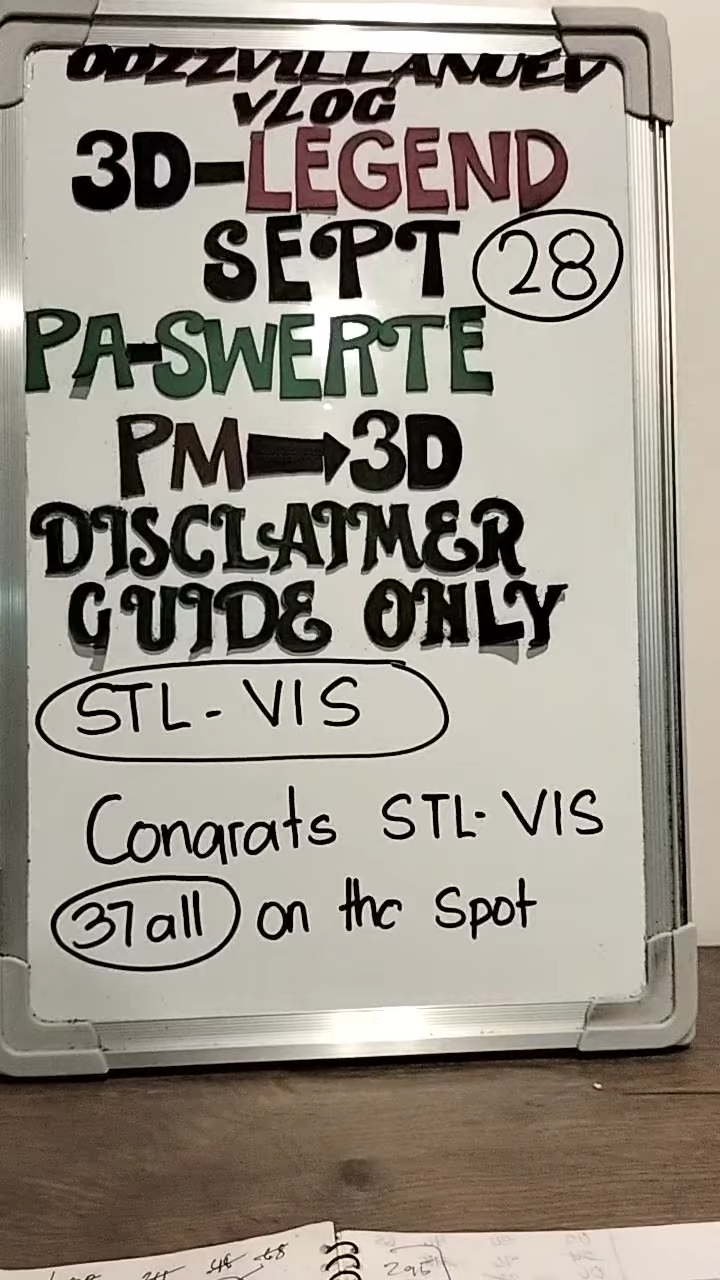 ODZZVILLANUEV
VLOG
3D-LEGEND
SEPT 28
PA-SWERTE
PM➡3D
DISCLAIMER
GUIDE ONLY
STL-VIS
Congrats STL-VIS
37all on the spot
295